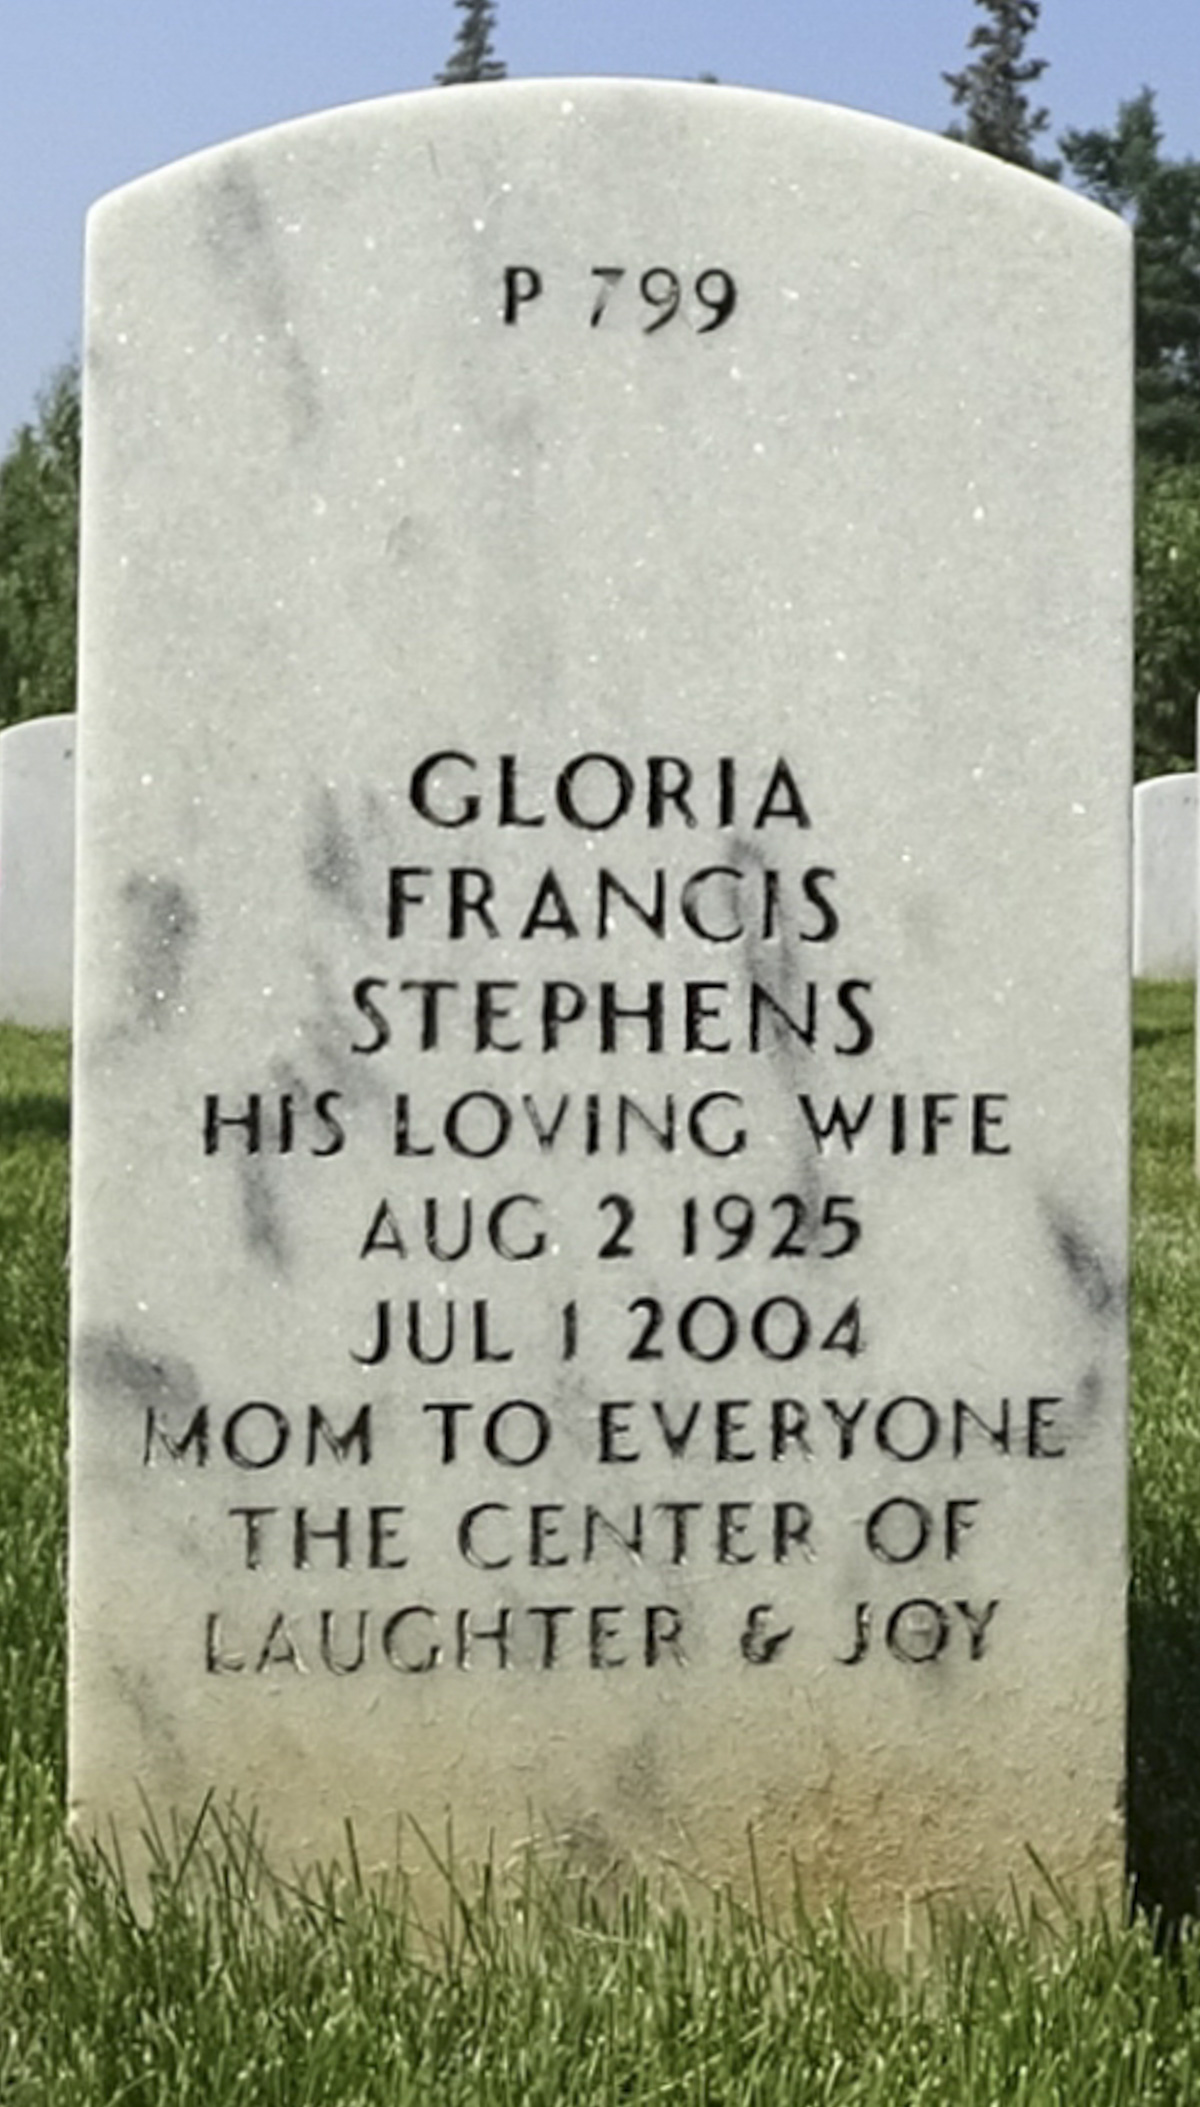 P 799
GLORIA
FRANCIS
STEPHENS
HIS LOVING WIFE
AUG 2 1925
JUL 1 2004
MOM TO EVERYONE
THE CENTER OF
LAUGHTER & JOY